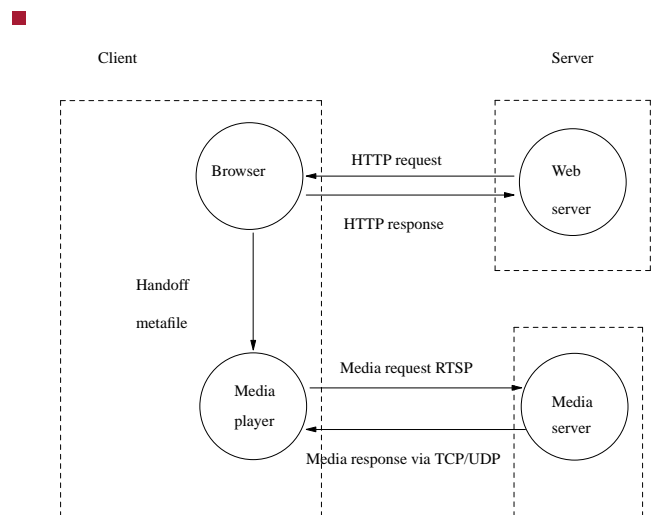 Client
Server
HTTP request
Browser
Web
server
HTTP response
Handoff
metafile
Media request RTSP
Media
player
Media
server
Media response via TCP/UDP